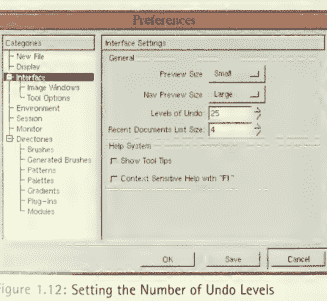 Preferences
Categories
New File
Display
Interface
Image Windows
Tool Options
Environment
Session
Monitor
Directories
Brushes
Generated Brushes
Patterns
Palettes
Gradients
Plug-Ins
Modules
Interface Settings
General
Preview Size Small
Nav Preview Size Large
Levels of Undo: 25
Recent Documents List Size: 4
Help System
Show Tool Tips
Context Sensitive Help with "F1"
OK Save Cancel
Figure 1.12: Setting the Number of Undo Levels